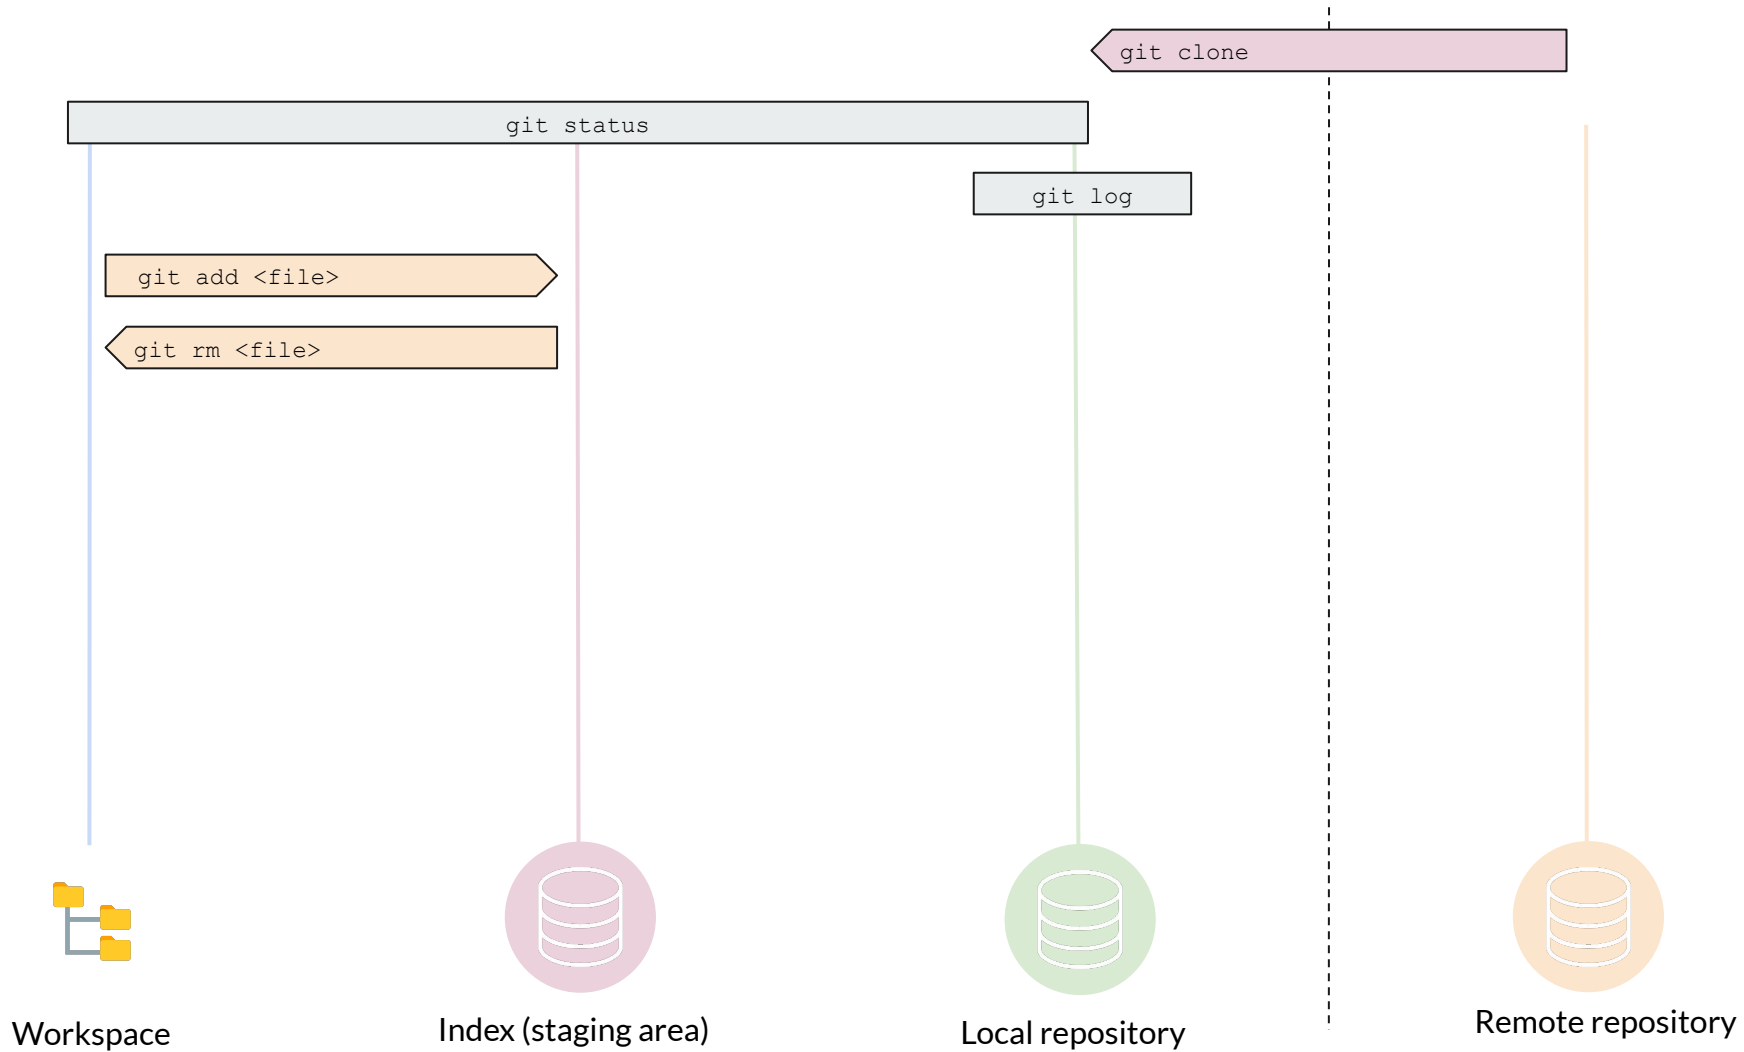 git clone
git status
git log
git add <file>
git rm <file>
Workspace
Index (staging area)
Local repository
Remote repository